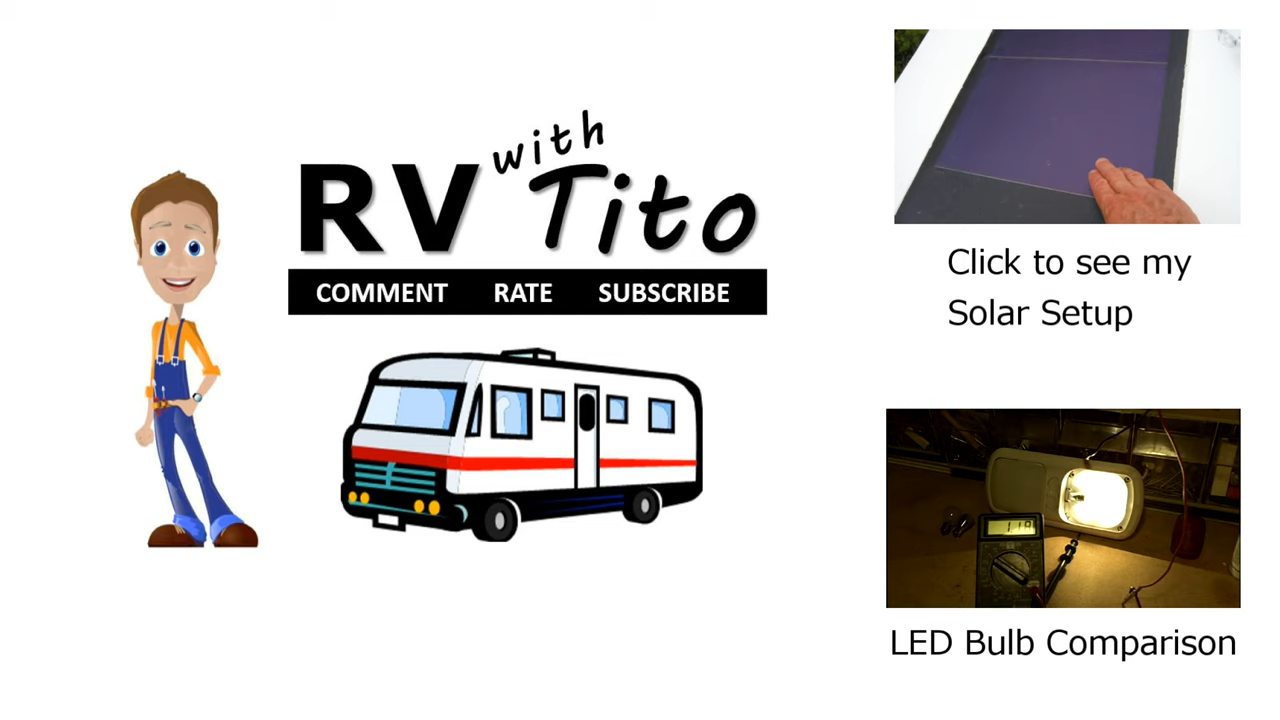 RV with Tito
COMMENT RATE SUBSCRIBE
Click to see my
Solar Setup
LED Bulb Comparison